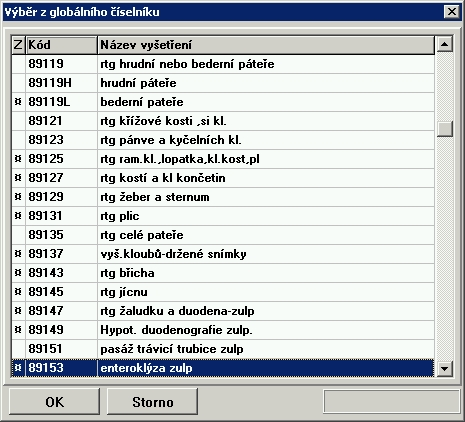 Výběr z globálního číselníku
Z Kód Název vyšetření
89119 rtg hrudní nebo bederní páteře
89119H hrudní páteře
¤ 89119L bederní pateře
89121 rtg křížové kosti ,si kl.
89123 rtg pánve a kyčelních kl.
¤ 89125 rtg ram.kl.,lopatka,kl.kost,pl
¤ 89127 rtg kostí a kl končetin
¤ 89129 rtg žeber a sternum
¤ 89131 rtg plic
89135 rtg celé pateře
¤ 89137 vyš.kloubů-držené snímky
¤ 89143 rtg břicha
¤ 89145 rtg jícnu
¤ 89147 rtg žaludku a duodena-zulp
¤ 89149 Hypot. duodenografie zulp.
89151 pasáž trávicí trubice zulp
¤ 89153 enteroklýza zulp
OK Storno